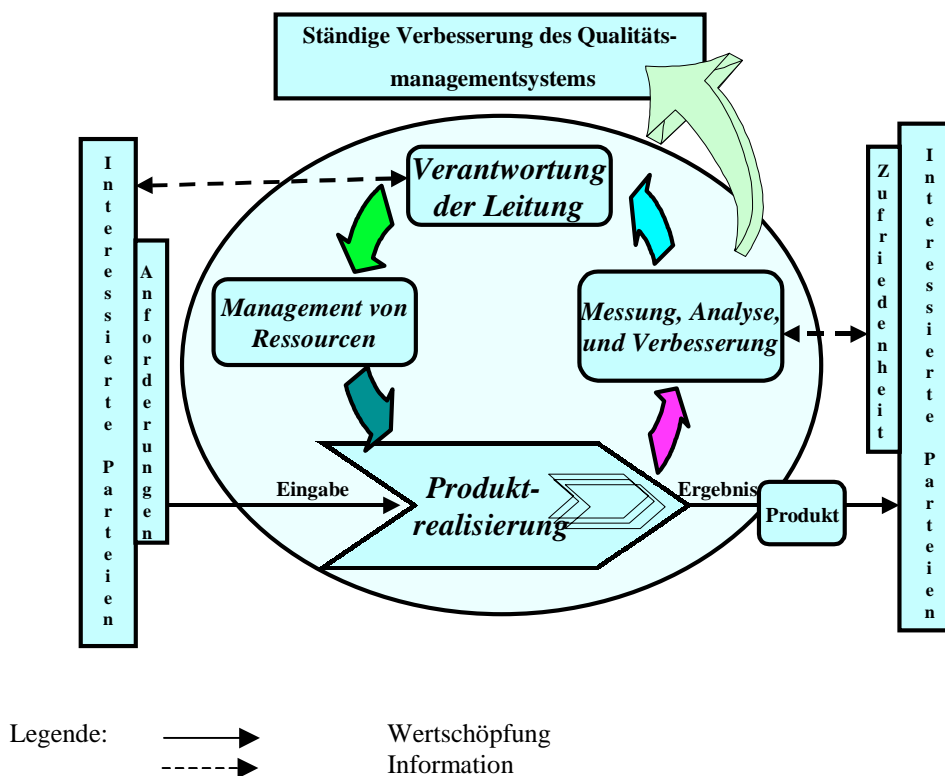 Ständige Verbesserung des Qualitäts-
managementsystems
Interessierte Parteien
Anforderungen
Verantwortung
der Leitung
Management von
Ressourcen
Messung, Analyse,
und Verbesserung
Zufriedenheit
Interessierte Parteien
Eingabe
Produkt-
realisierung
Ergebnis
Produkt
Legende:
Wertschöpfung
Information